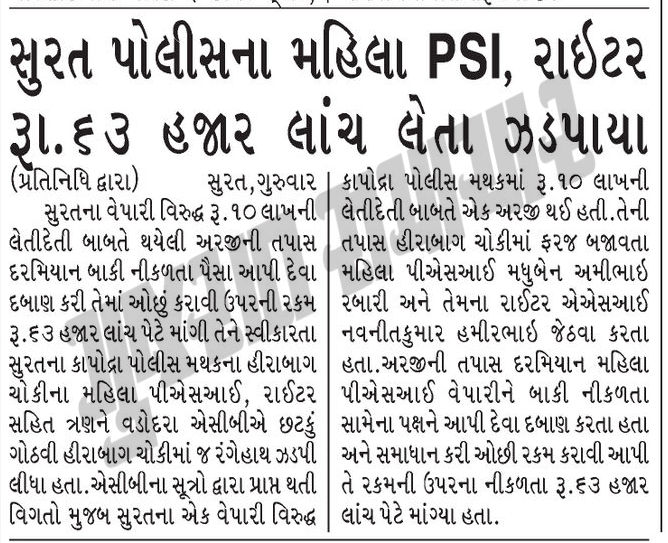 સુરત પોલીસના મહિલા PSI, રાઇટર
રૂા.૬૩ હજાર લાંચ લેતા ઝડપાયા
(પ્રતિનિધિ દ્વારા) સુરત,ગુરુવાર
સુરતના વેપારી વિરુદ્ધ રૂ.૧૦ લાખની
લેતીદેતી બાબતે થયેલી અરજીની તપાસ
દરમિયાન બાકી નીકળતા પૈસા આપી દેવા
દબાણ કરી તેમાં ઓછું કરાવી ઉપરની રકમ
રૂ.૬૩ હજાર લાંચ પેટે માંગી તેને સ્વીકારતા
સુરતના કાપોદ્રા પોલીસ મથકના હીરાબાગ
ચોકીના મહિલા પીએસઆઈ, રાઈટર
સહિત ત્રણને વડોદરા એસીબીએ છટકું
ગોઠવી હીરાબાગ ચોકીમાં જ રંગેહાથ ઝડપી
લીધા હતા.એસીબીના સૂત્રો દ્વારા પ્રાપ્ત થતી
વિગતો મુજબ સુરતના એક વેપારી વિરુદ્ધ
કાપોદ્રા પોલીસ મથકમાં રૂ.૧૦ લાખની
લેતીદેતી બાબતે એક અરજી થઈ હતી.તેની
તપાસ હીરાબાગ ચોકીમાં ફરજ બજાવતા
મહિલા પીએસઆઈ મધુબેન અમીભાઇ
રબારી અને તેમના રાઈટર એએસઆઈ
નવનીતકુમાર હમીરભાઇ જેઠવા કરતા
હતા.અરજીની તપાસ દરમિયાન મહિલા
પીએસઆઈ વેપારીને બાકી નીકળતા
સામેના પક્ષને આપી દેવા દબાણ કરતા હતા
અને સમાધાન કરી ઓછી રકમ કરાવી આપી
તે રકમની ઉપરના નીકળતા રૂ.૬૩ હજાર
લાંચ પેટે માંગ્યા હતા.
ગુજરાત સમાચાર